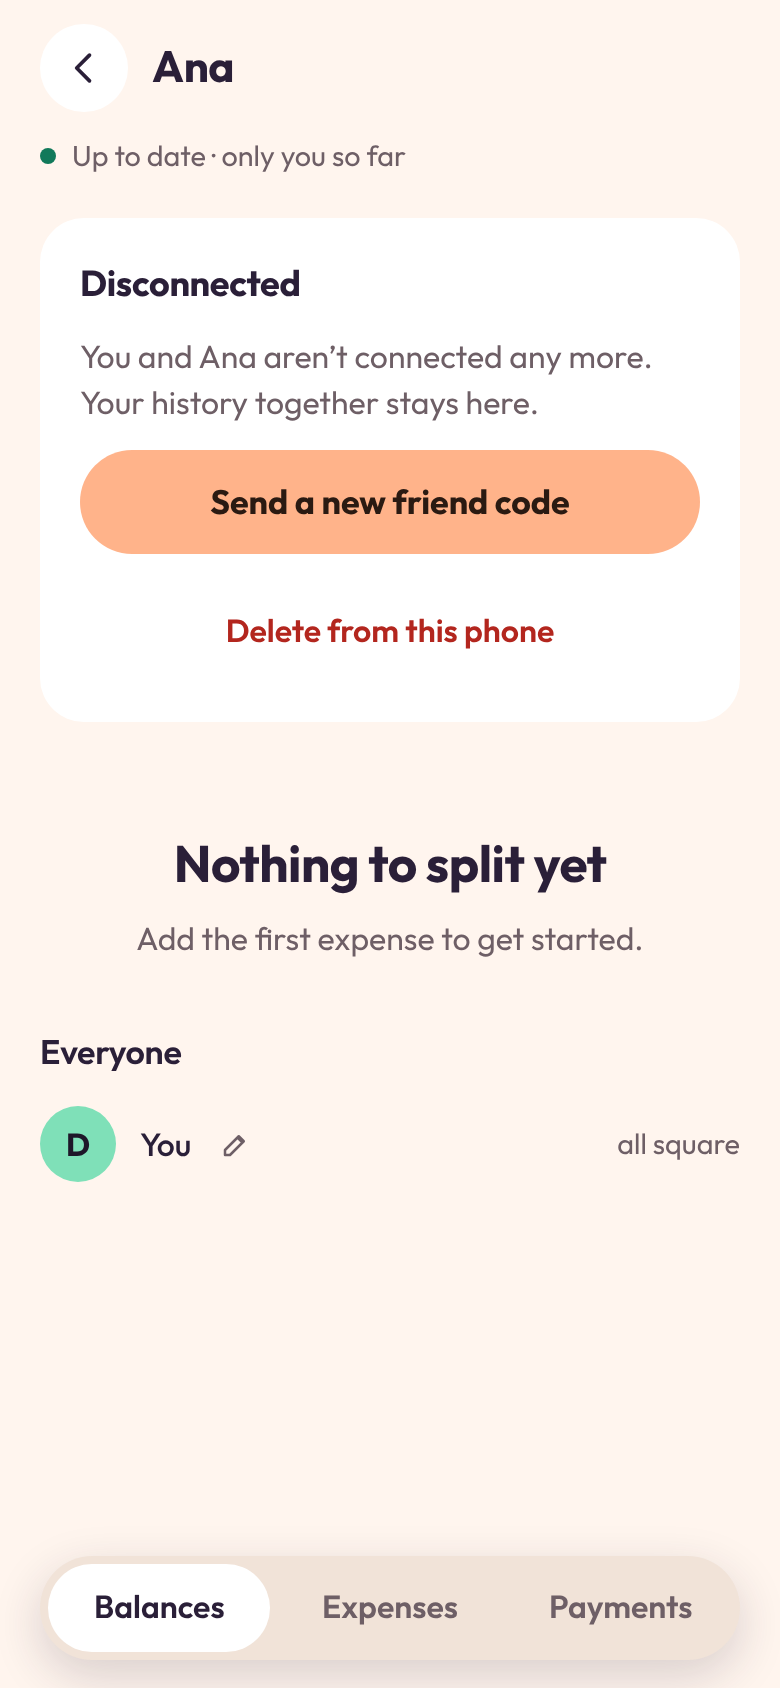 Ana
Up to date · only you so far
Disconnected
You and Ana aren’t connected any more.
Your history together stays here.
Send a new friend code
Delete from this phone
Nothing to split yet
Add the first expense to get started.
Everyone
D You all square
Balances Expenses Payments